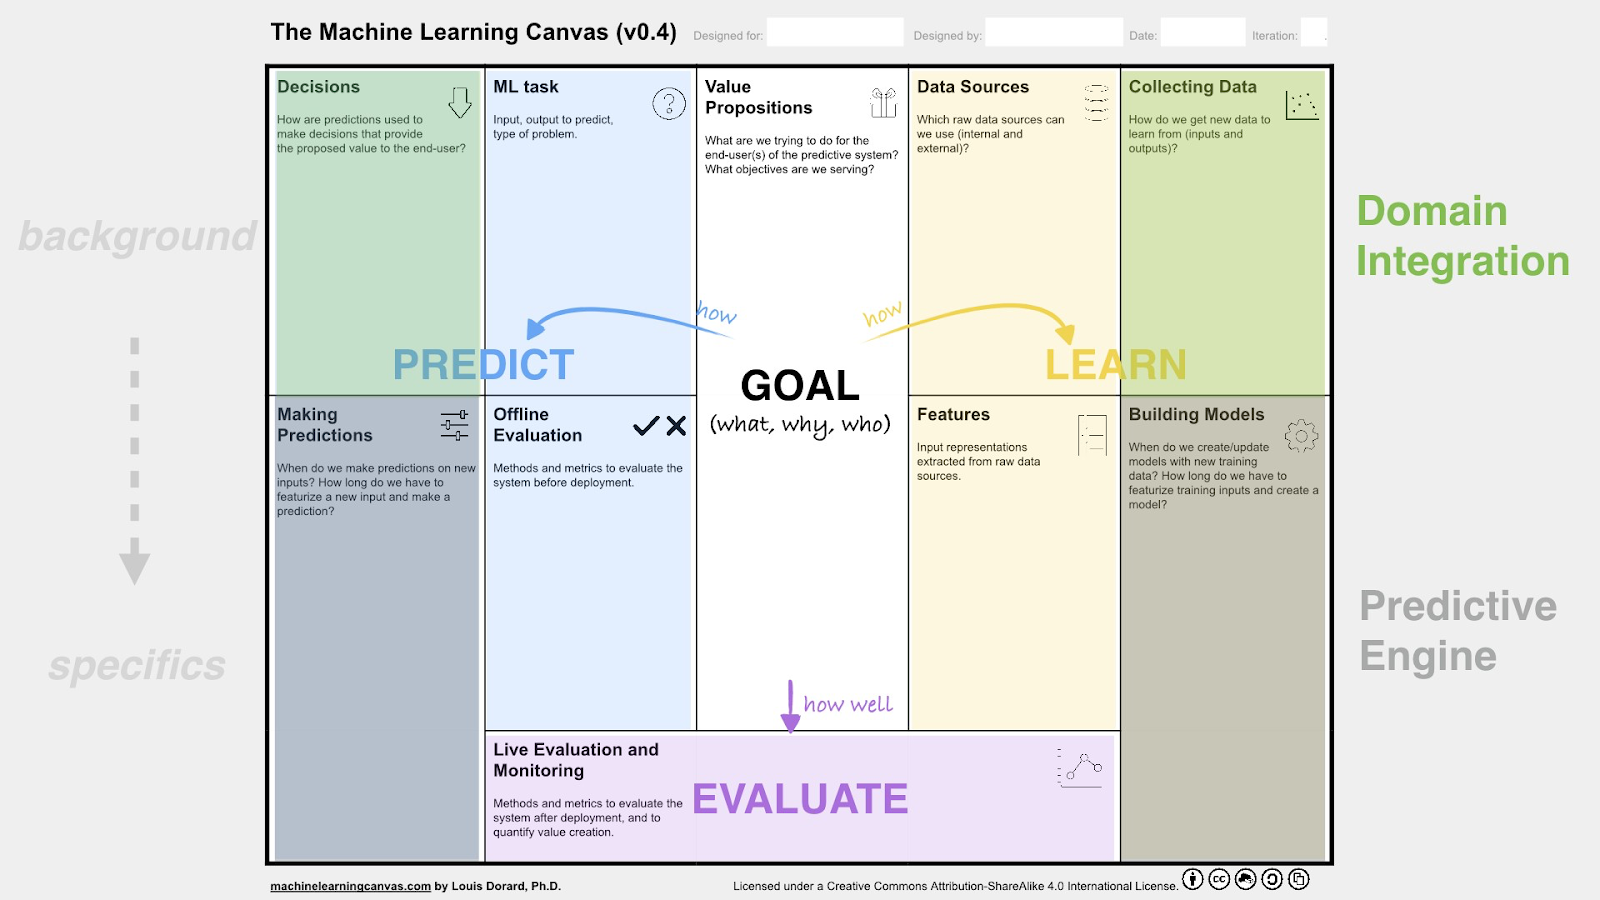 The Machine Learning Canvas (v0.4)
Designed for:
Designed by:
Date:
Iteration: .
Decisions
How are predictions used to
make decisions that provide
the proposed value to the end-user?
ML task
Input, output to predict,
type of problem.
Value
Propositions
What are we trying to do for the
end-user(s) of the predictive system?
What objectives are we serving?
Data Sources
Which raw data sources can
we use (internal and
external)?
Collecting Data
How do we get new data to
learn from (inputs and
outputs)?
background
specifics
Domain
Integration
Predictive
Engine
how
how
PREDICT
LEARN
GOAL
(what, why, who)
Making
Predictions
When do we make predictions on new
inputs? How long do we have to
featurize a new input and make a
prediction?
Offline
Evaluation
Methods and metrics to evaluate the
system before deployment.
Features
Input representations
extracted from raw data
sources.
Building Models
When do we create/update
models with new training
data? How long do we have to
featurize training inputs and create a
model?
how well
Live Evaluation and
Monitoring
Methods and metrics to evaluate the
system after deployment, and to
quantify value creation.
EVALUATE
machinelearningcanvas.com by Louis Dorard, Ph.D.
Licensed under a Creative Commons Attribution-ShareAlike 4.0 International License.